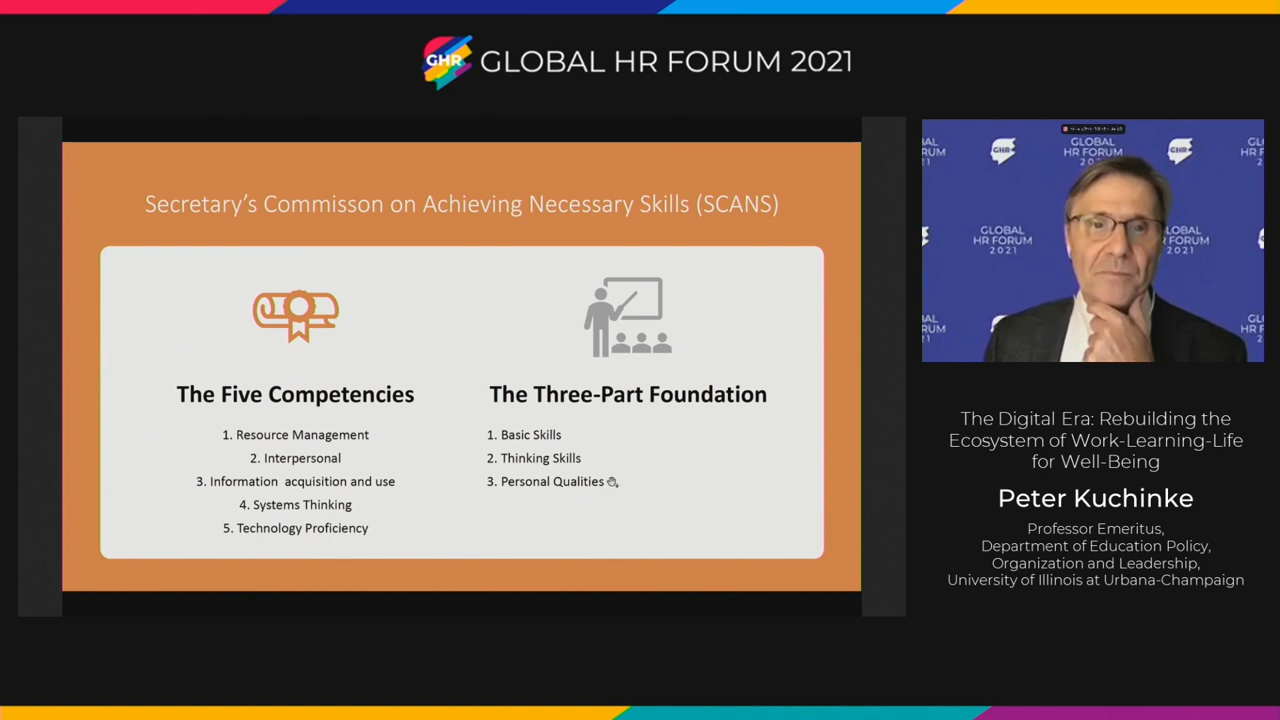 GHR GLOBAL HR FORUM 2021
Secretary's Commisson on Achieving Necessary Skills (SCANS)
The Five Competencies
1. Resource Management
2. Interpersonal
3. Information acquisition and use
4. Systems Thinking
5. Technology Proficiency
The Three-Part Foundation
1. Basic Skills
2. Thinking Skills
3. Personal Qualities
GHR
GLOBAL
GHR
GLOBAL
HR FORUM
2021
The Digital Era: Rebuilding the
Ecosystem of Work-Learning-Life
for Well-Being
Peter Kuchinke
Professor Emeritus,
Department of Education Policy,
Organization and Leadership,
University of Illinois at Urbana-Champaign